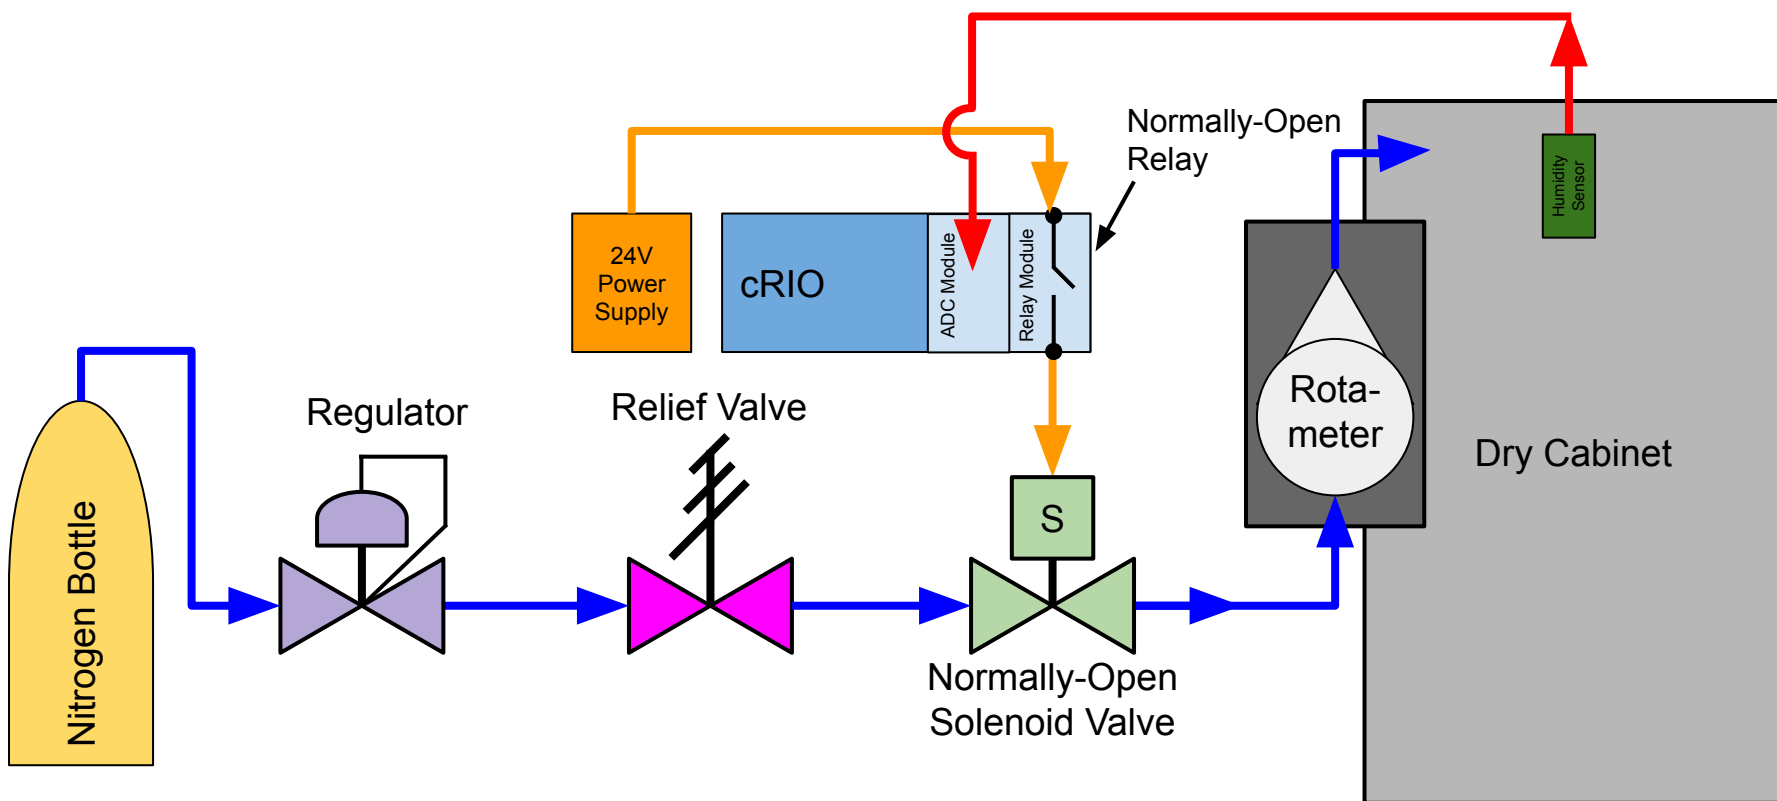 Normally-Open
Relay
Humidity
Sensor
24V
Power
Supply
cRIO
ADC Module
Relay Module
Regulator
Relief Valve
Rota-
meter
Dry Cabinet
S
Nitrogen Bottle
Normally-Open
Solenoid Valve